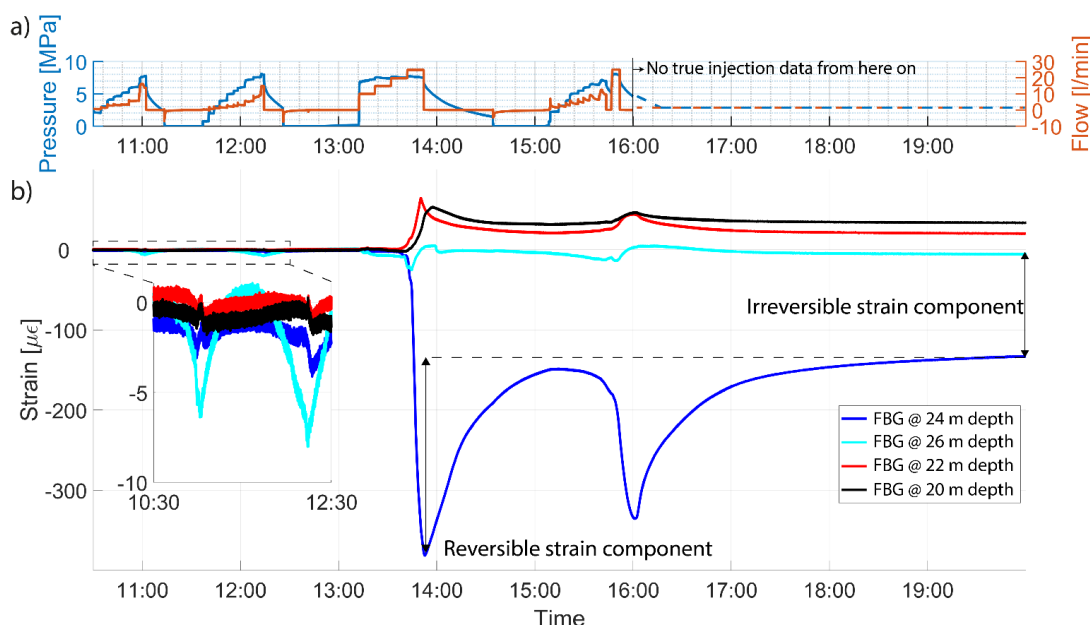 a)
Pressure [MPa]
10
5
0
No true injection data from here on
30
20
10
0
-10
Flow [l/min]
11:00 12:00 13:00 14:00 15:00 16:00 17:00 18:00 19:00
b)
Strain [με]
0
-100
-200
-300
0
-5
-10
10:30 12:30
Irreversible strain component
Reversible strain component
FBG @ 24 m depth
FBG @ 26 m depth
FBG @ 22 m depth
FBG @ 20 m depth
11:00 12:00 13:00 14:00 15:00 16:00 17:00 18:00 19:00
Time